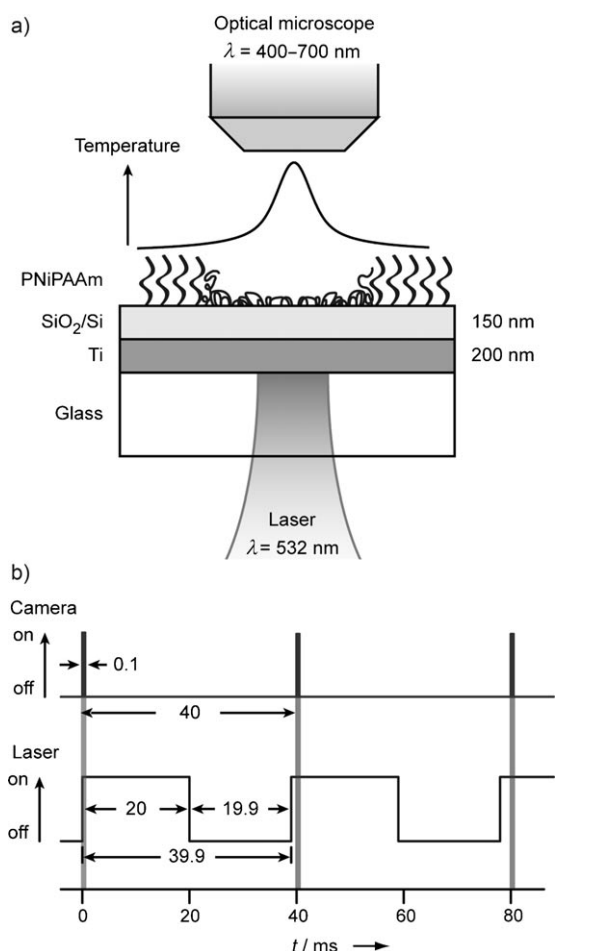 a)
Optical microscope
λ = 400–700 nm
Temperature
PNiPAAm
SiO₂/Si
150 nm
Ti
200 nm
Glass
Laser
λ = 532 nm
b)
Camera
on
0.1
off
40
Laser
on
20
19.9
off
39.9
0
20
40
60
80
t / ms